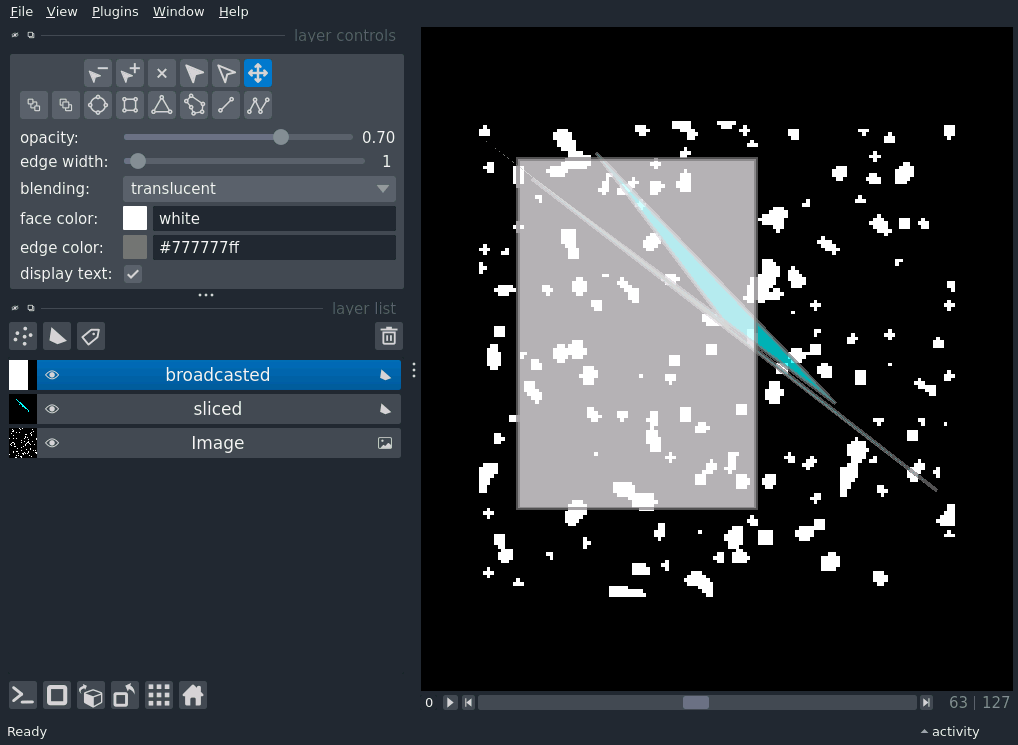 File View Plugins Window Help
layer controls
opacity: 0.70
edge width: 1
blending: translucent
face color: white
edge color: #777777ff
display text:
layer list
broadcasted
sliced
Image
0 63 | 127
Ready activity